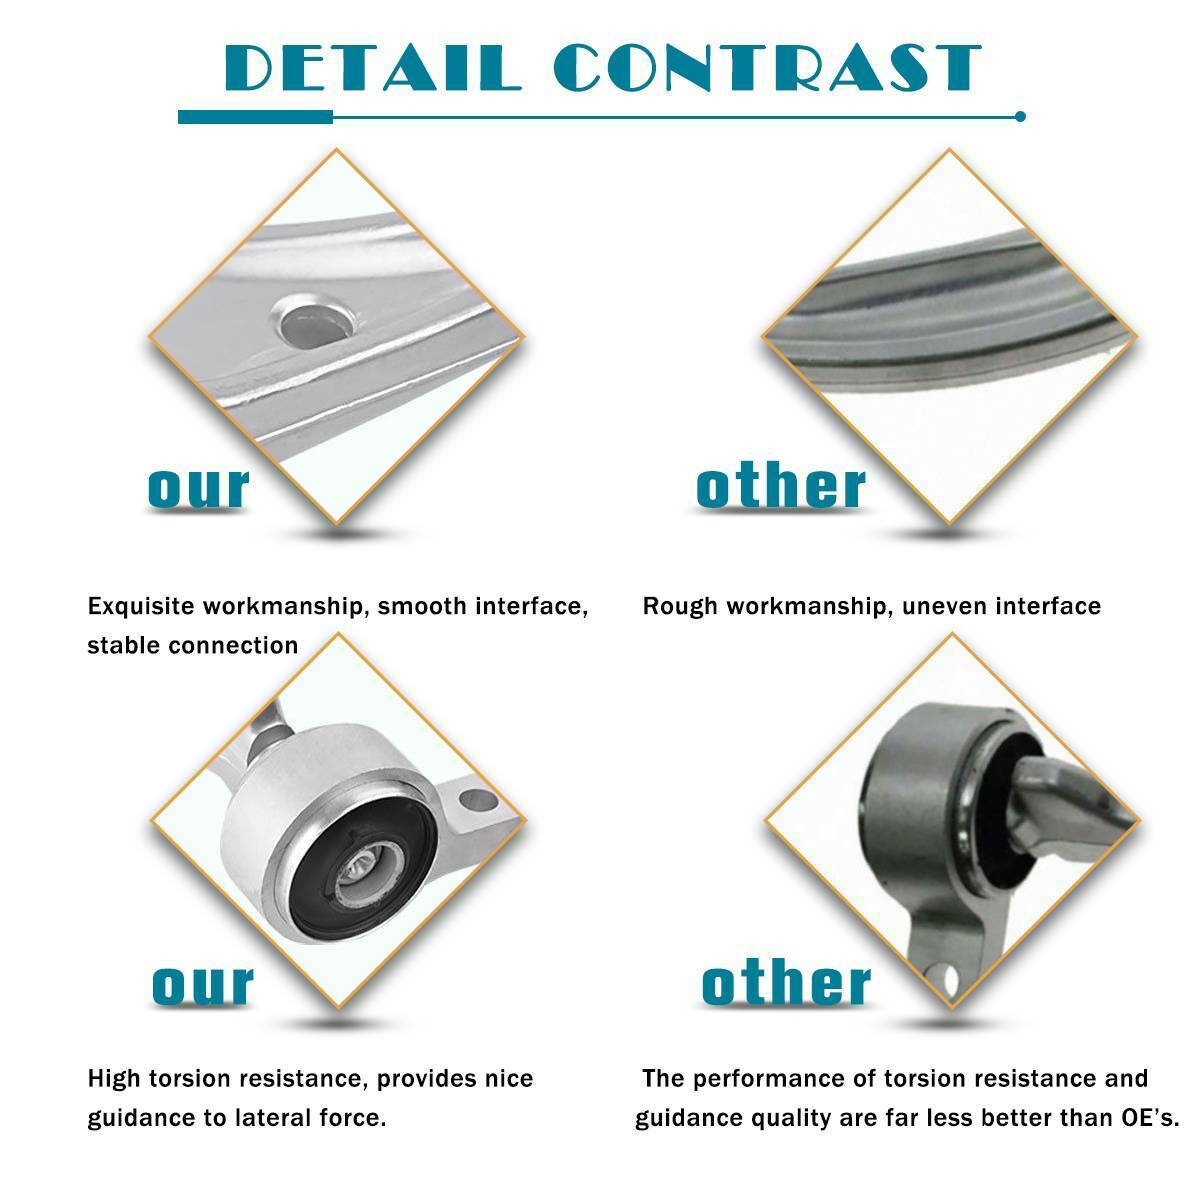 DETAIL CONTRAST
our
other
Exquisite workmanship, smooth interface,
stable connection
Rough workmanship, uneven interface
our
other
High torsion resistance, provides nice
guidance to lateral force.
The performance of torsion resistance and
guidance quality are far less better than OE's.